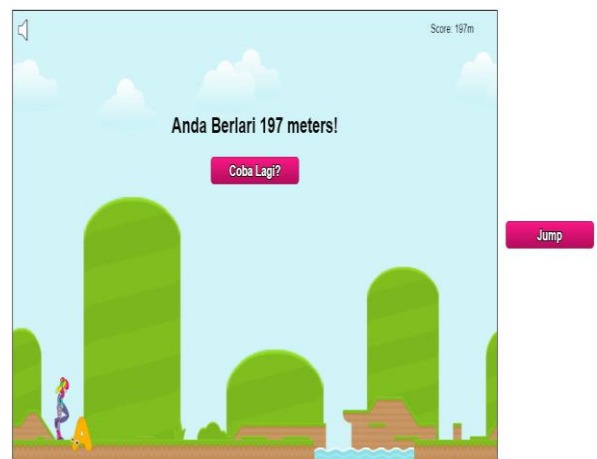 Score: 197m
Anda Berlari 197 meters!
Coba Lagi?
Jump
A